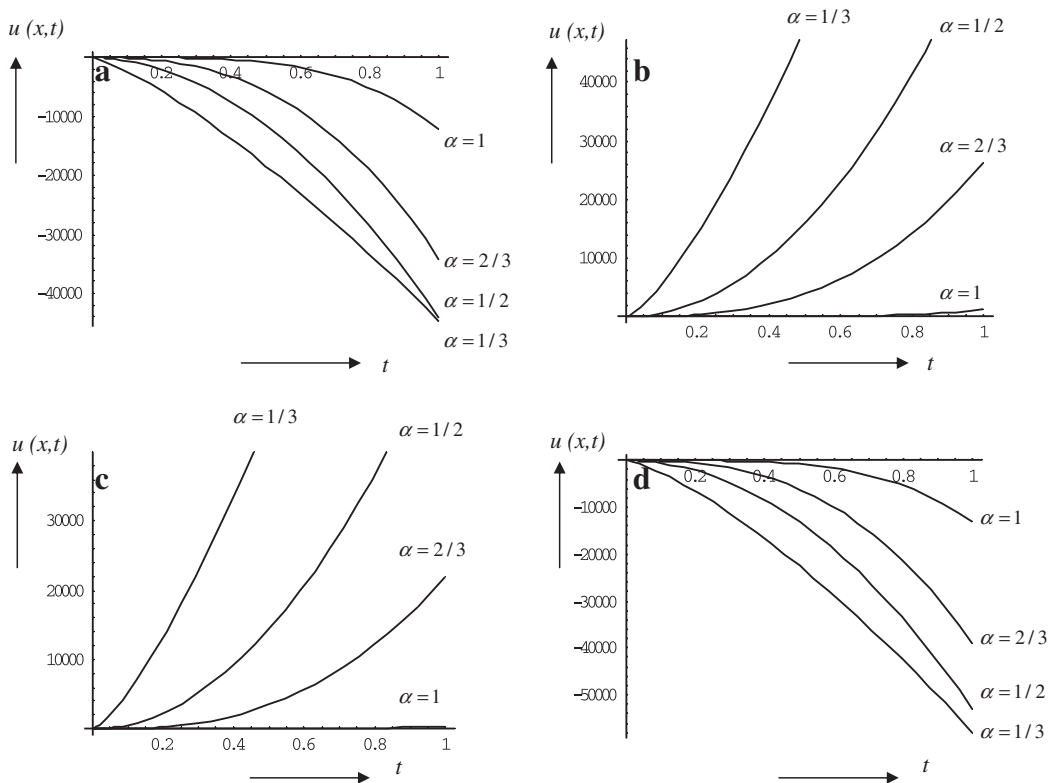 u (x,t)
a
0.2 0.4 0.6 0.8 1
-10000
-20000
-30000
-40000
α = 1
α = 2/3
α = 1/2
α = 1/3
t
u (x,t)
α = 1/3
α = 1/2
b
40000
30000
20000
10000
α = 2/3
α = 1
0.2 0.4 0.6 0.8 1
t
u (x,t)
α = 1/3
α = 1/2
c
30000
20000
10000
α = 2/3
α = 1
0.2 0.4 0.6 0.8 1
t
u (x,t)
d
0.2 0.4 0.6 0.8 1
-10000
-20000
-30000
-40000
-50000
α = 1
α = 2/3
α = 1/2
α = 1/3
t